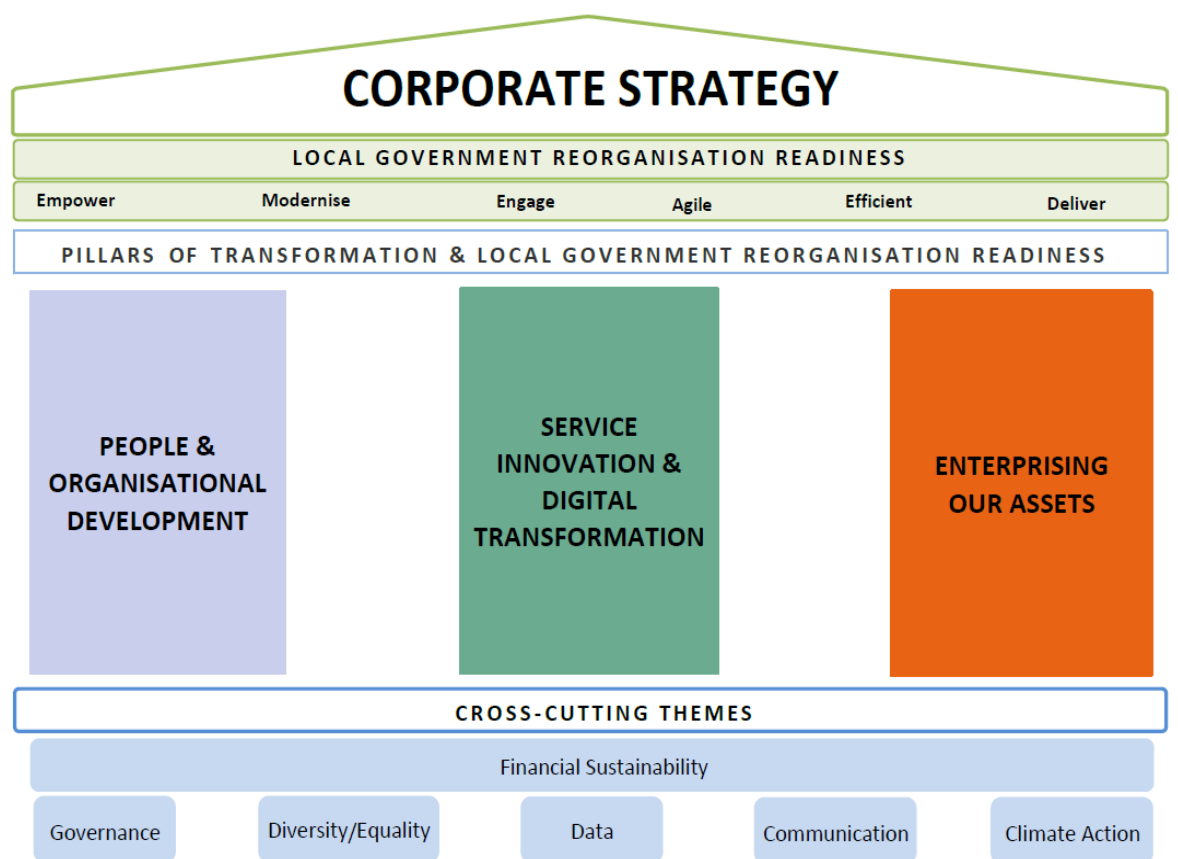 CORPORATE STRATEGY
LOCAL GOVERNMENT REORGANISATION READINESS
Empower Modernise Engage Agile Efficient Deliver
PILLARS OF TRANSFORMATION & LOCAL GOVERNMENT REORGANISATION READINESS
PEOPLE &
ORGANISATIONAL
DEVELOPMENT
SERVICE
INNOVATION &
DIGITAL
TRANSFORMATION
ENTERPRISING
OUR ASSETS
CROSS-CUTTING THEMES
Financial Sustainability
Governance Diversity/Equality Data Communication Climate Action